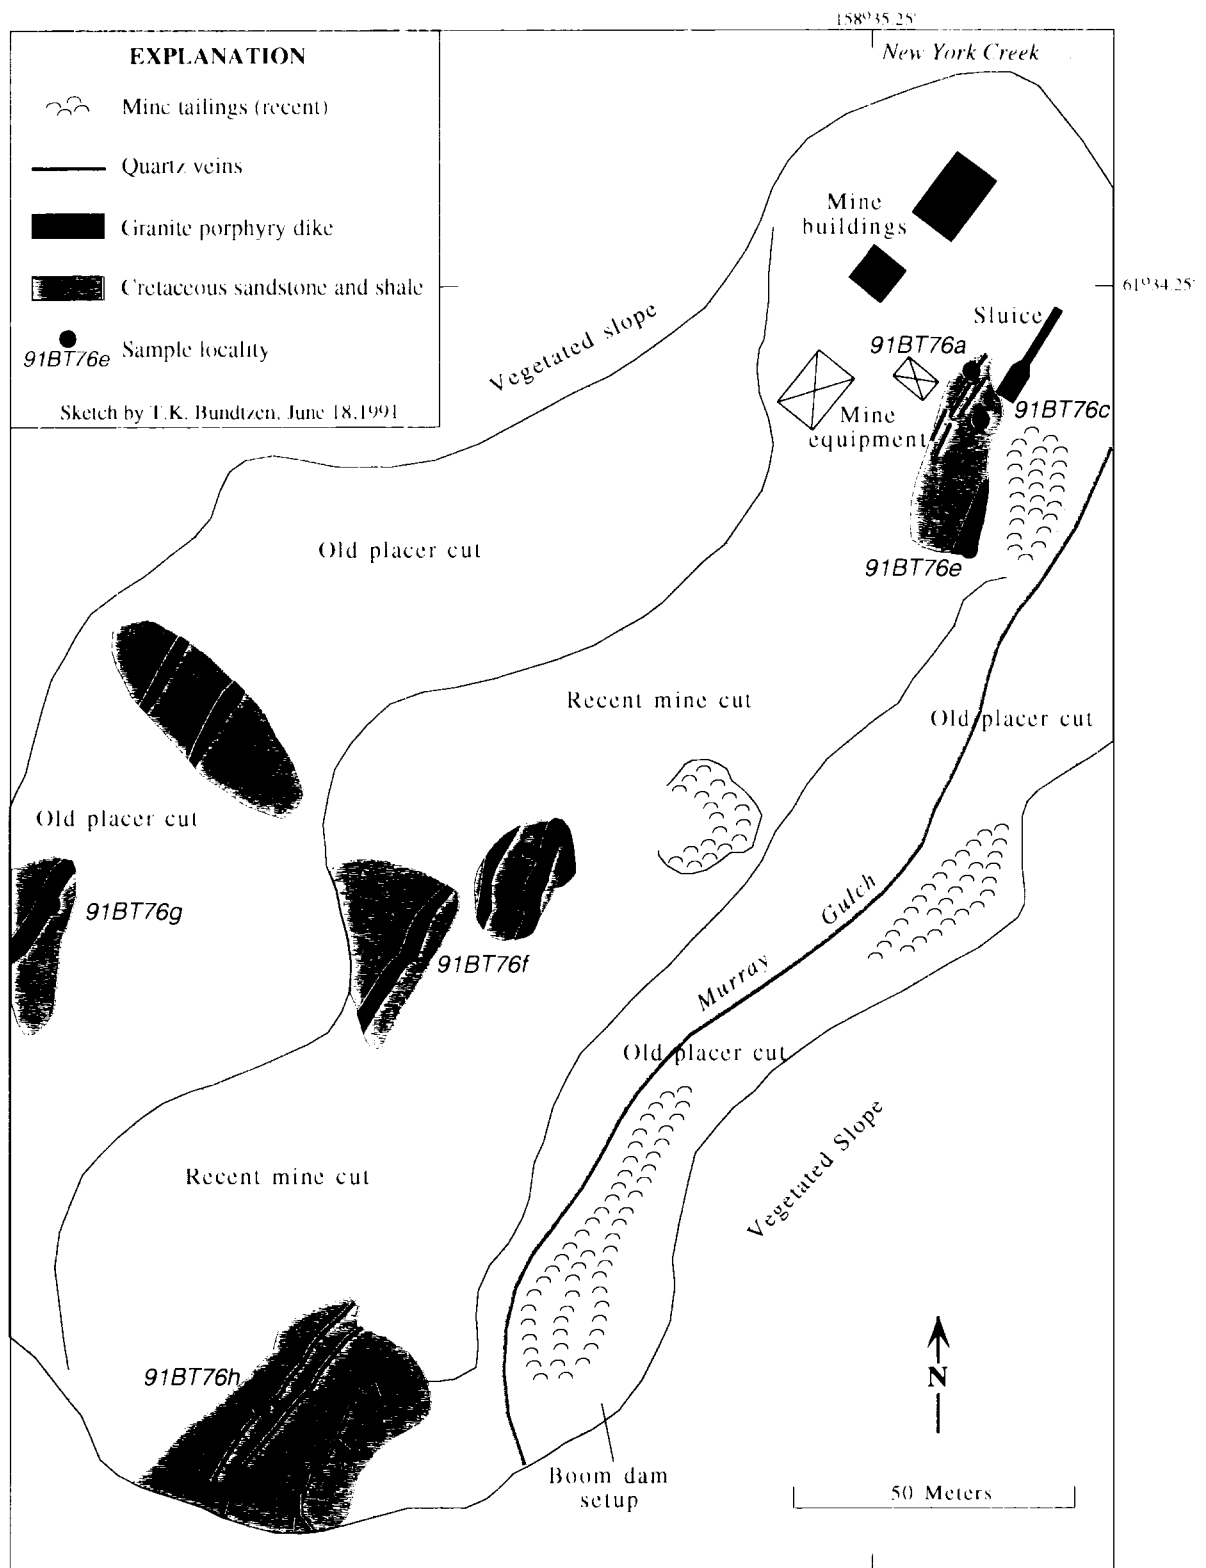 158°35.25'
EXPLANATION
Mine tailings (recent)
Quartz veins
Granite porphyry dike
Cretaceous sandstone and shale
91BT76e
Sample locality
Sketch by T.K. Bundtzen, June 18,1991
New York Creek
Mine
buildings
61°34.25'
Sluice
Vegetated slope
91BT76a
Mine
equipment
91BT76c
Old placer cut
91BT76e
Recent mine cut
Old placer cut
Old placer cut
91BT76g
91BT76f
Murray Gulch
Old placer cut
Vegetated Slope
Recent mine cut
91BT76h
N
Boom dam
setup
50 Meters